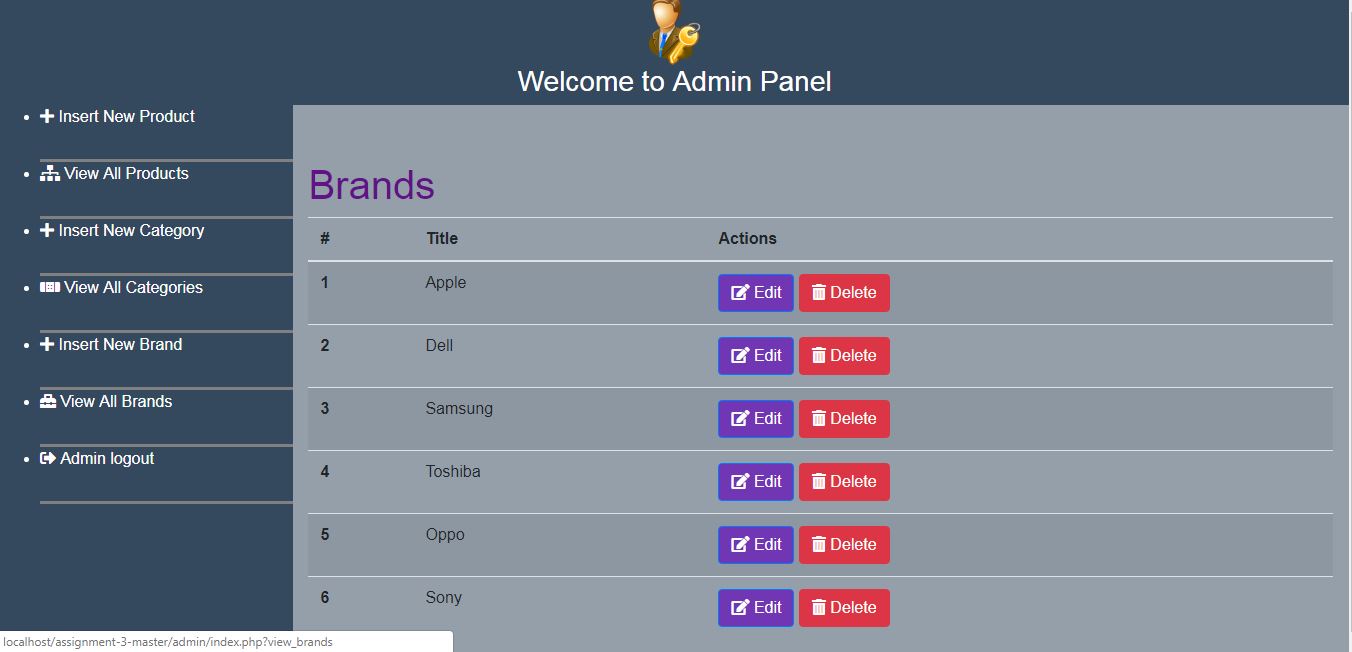 Welcome to Admin Panel
Insert New Product
View All Products
Insert New Category
View All Categories
Insert New Brand
View All Brands
Admin logout
Brands
# Title Actions
1 Apple Edit Delete
2 Dell Edit Delete
3 Samsung Edit Delete
4 Toshiba Edit Delete
5 Oppo Edit Delete
6 Sony Edit Delete
localhost/assignment-3-master/admin/index.php?view_brands